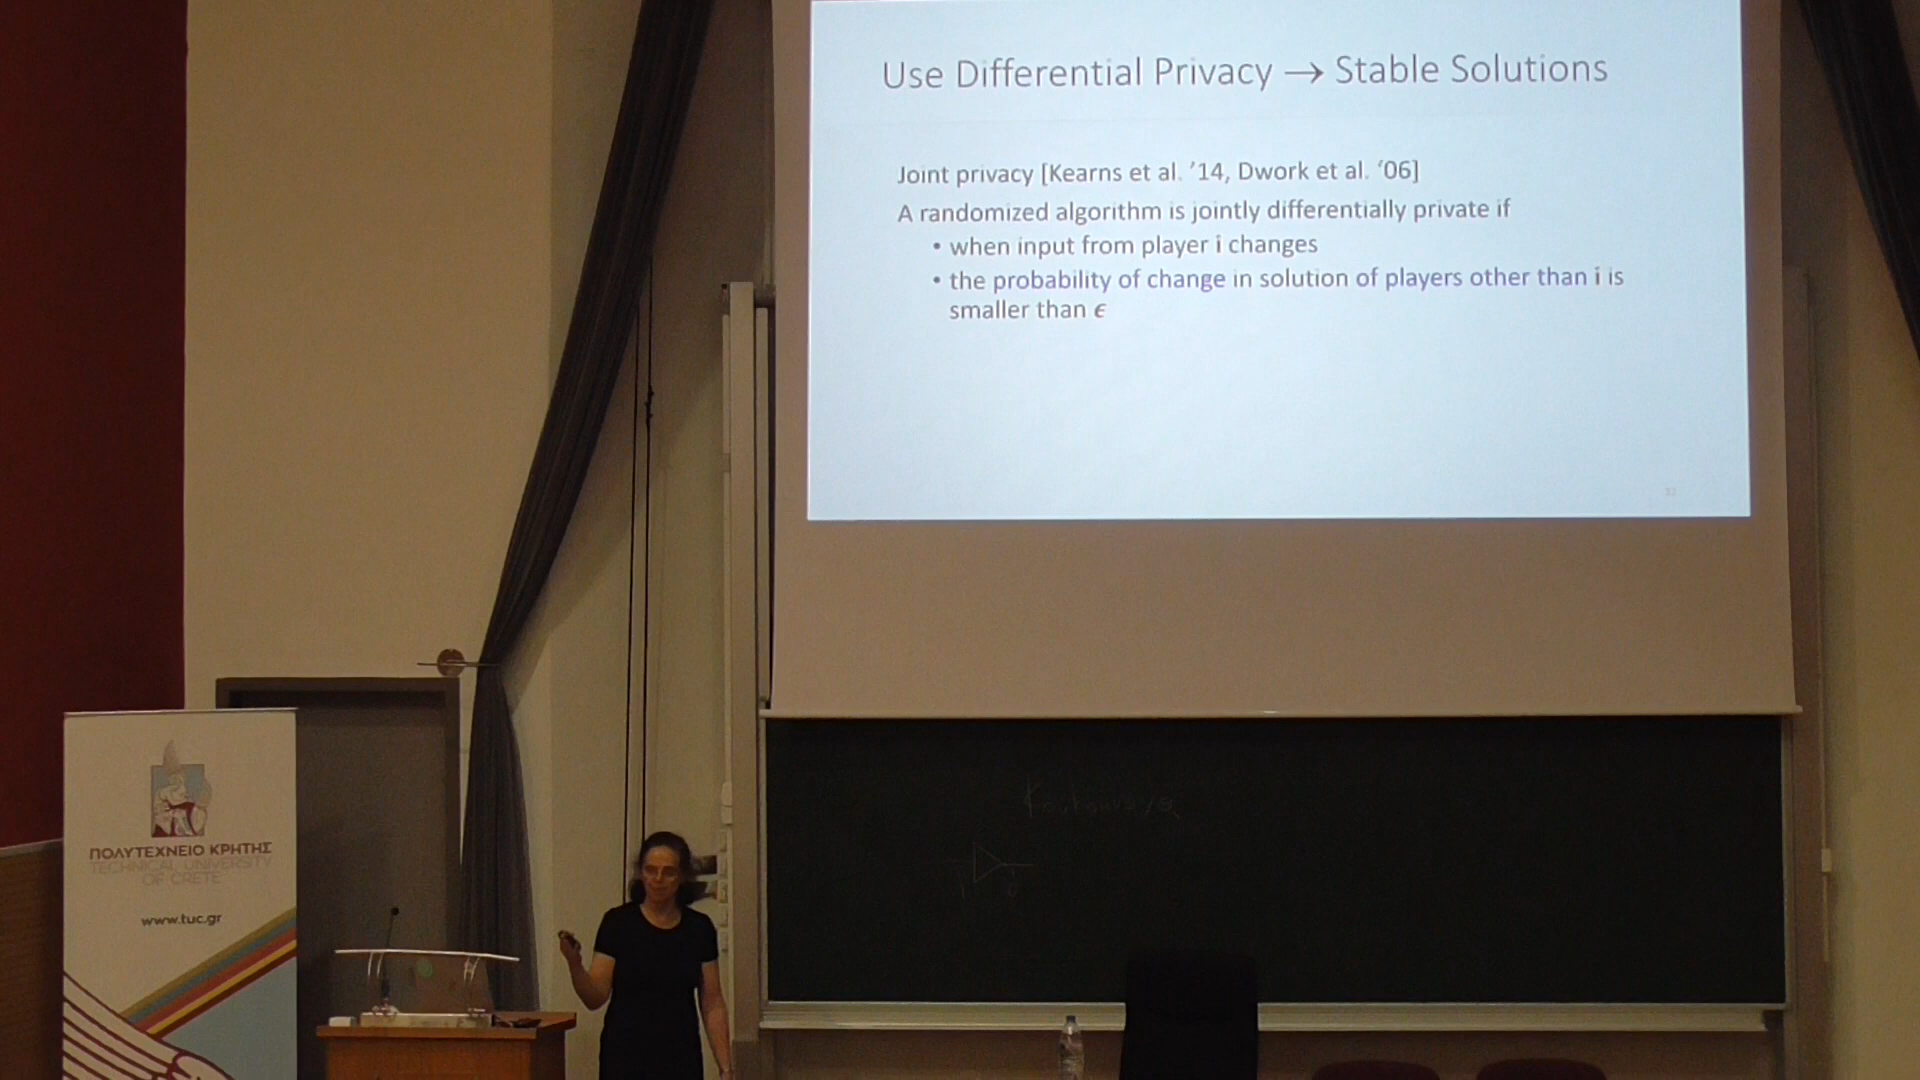 Use Differential Privacy → Stable Solutions
Joint privacy [Kearns et al. ’14, Dwork et al. ‘06]
A randomized algorithm is jointly differentially private if
• when input from player i changes
• the probability of change in solution of players other than i is
smaller than ϵ
ΠΟΛΥΤΕΧΝΕΙΟ ΚΡΗΤΗΣ
TECHNICAL UNIVERSITY
OF CRETE
www.tuc.gr